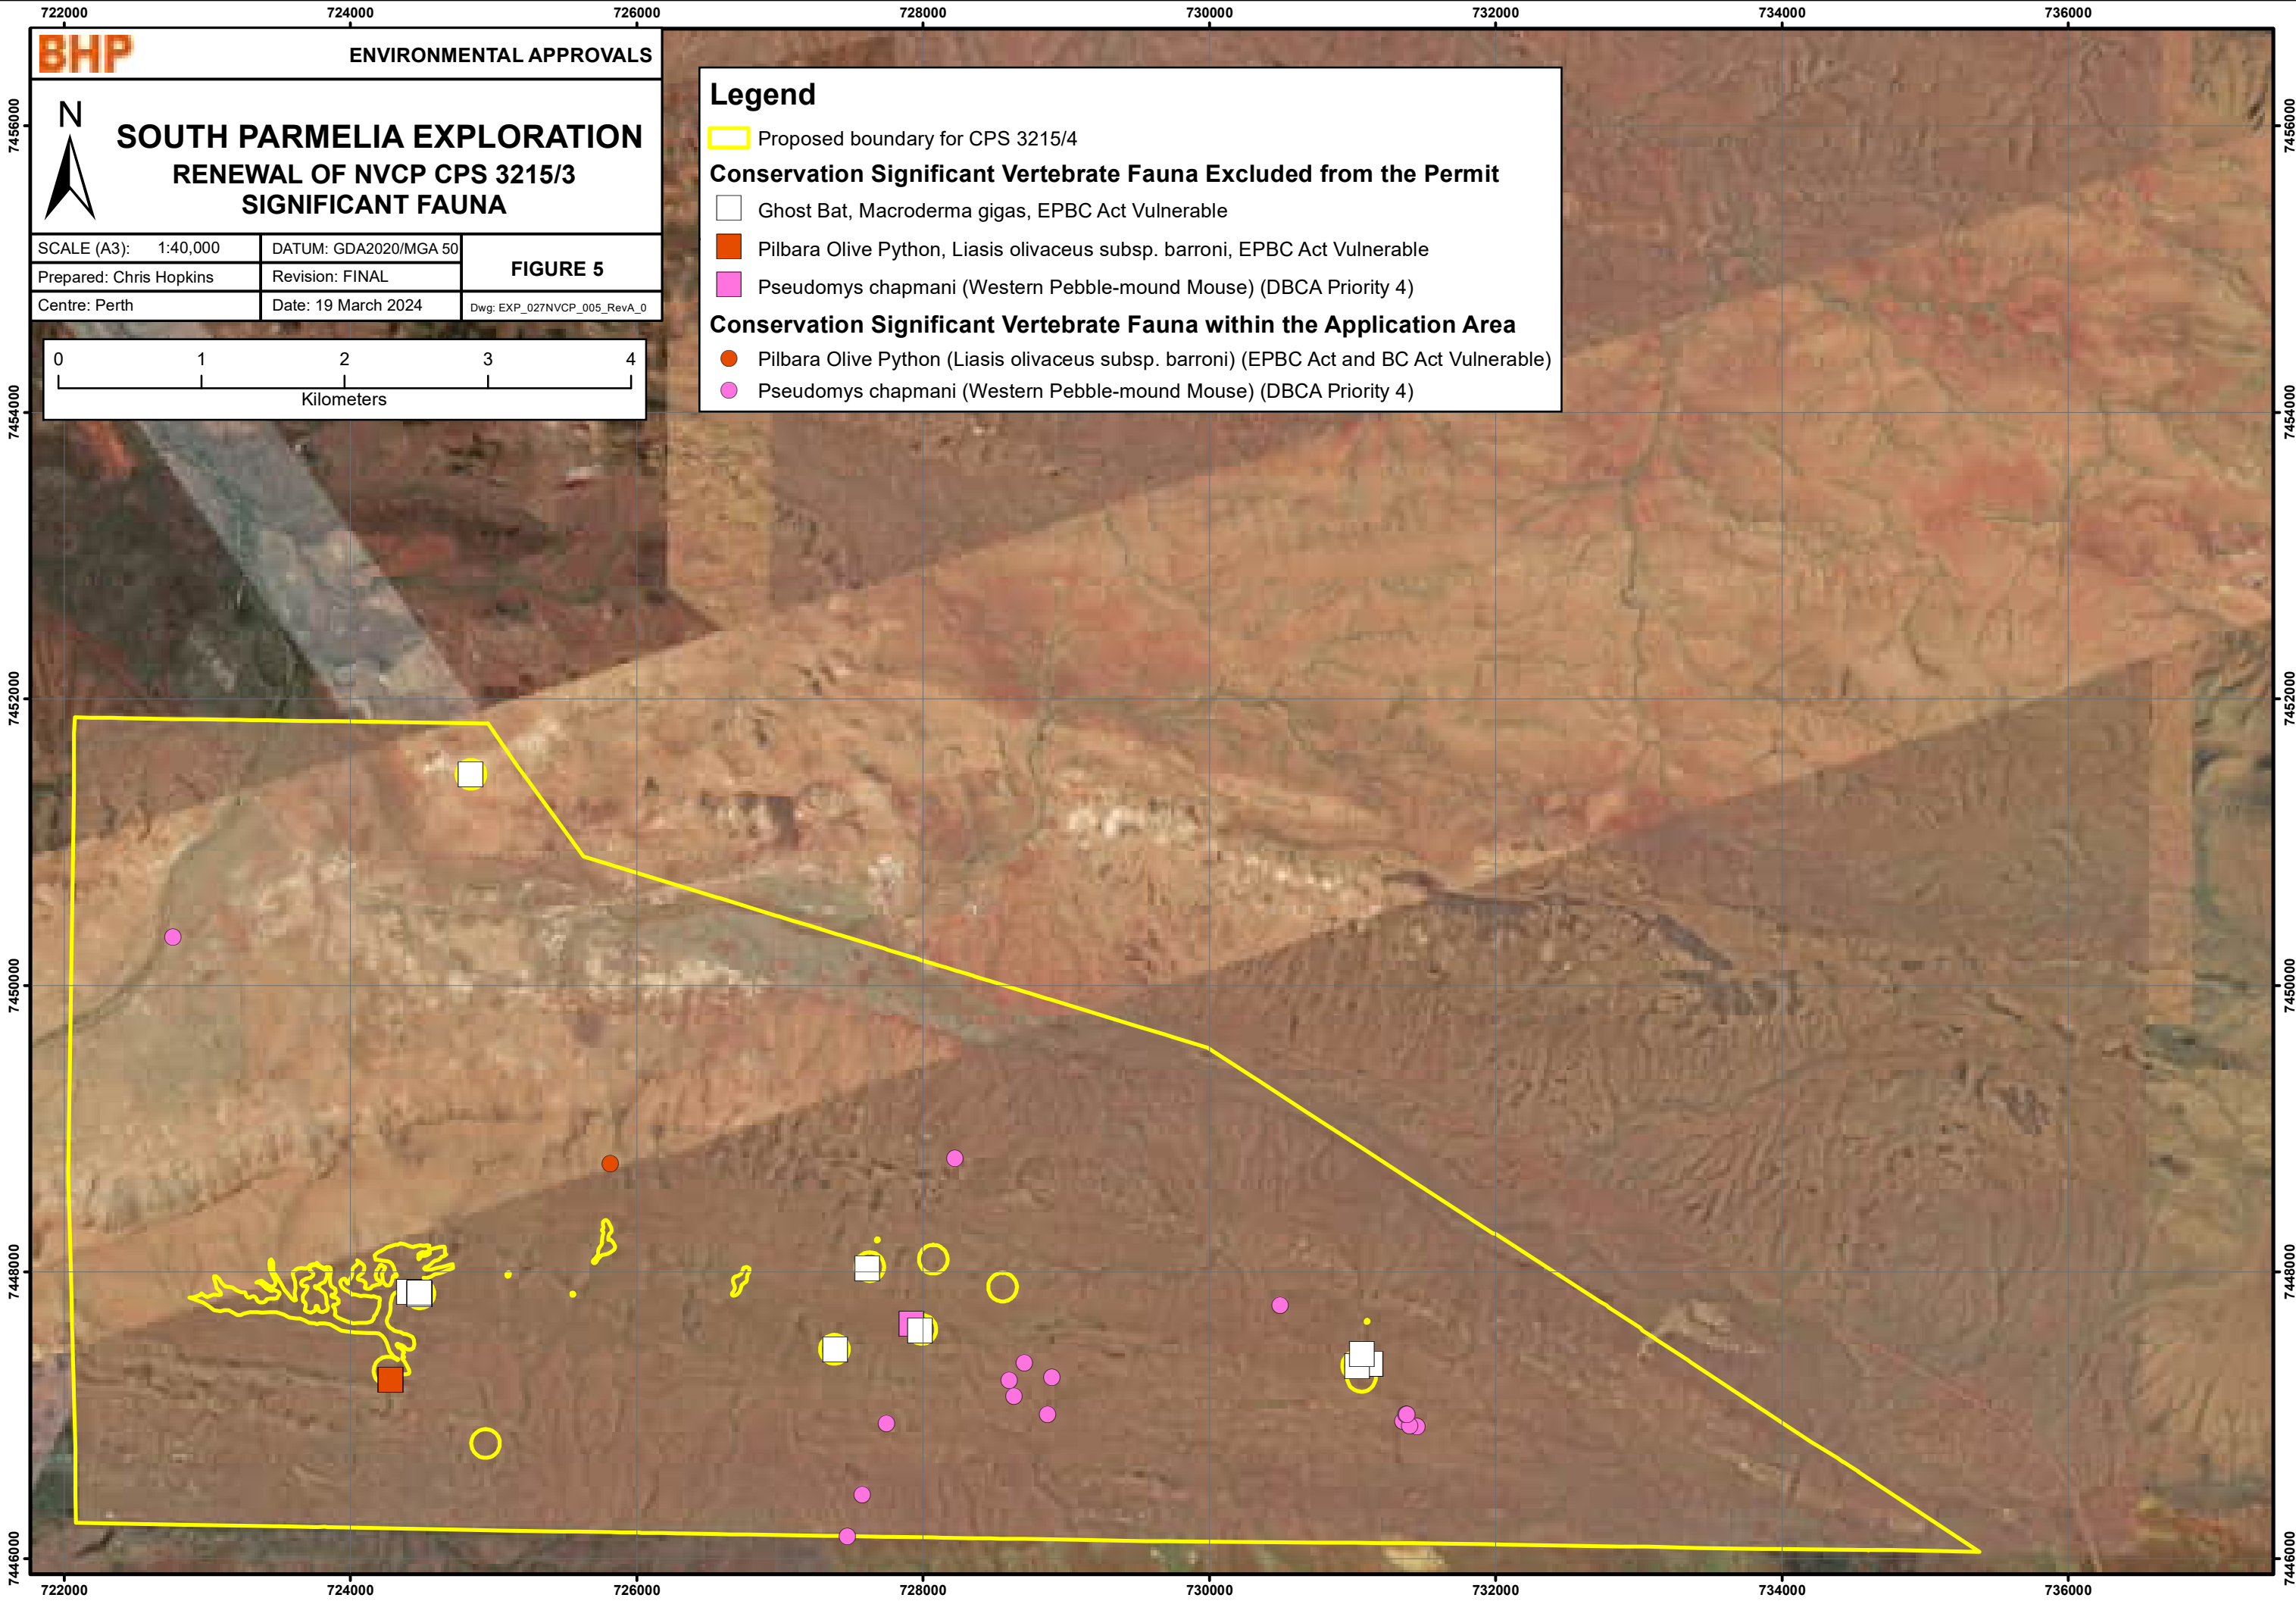 722000 724000 726000 728000 730000 732000 734000 736000
BHP ENVIRONMENTAL APPROVALS
N
SOUTH PARMELIA EXPLORATION
RENEWAL OF NVCP CPS 3215/3
SIGNIFICANT FAUNA
SCALE (A3): 1:40,000 DATUM: GDA2020/MGA 50
Prepared: Chris Hopkins Revision: FINAL
FIGURE 5
Centre: Perth Date: 19 March 2024 Dwg: EXP_027NVCP_005_RevA_0
0 1 2 3 4
Kilometers
Legend
Proposed boundary for CPS 3215/4
Conservation Significant Vertebrate Fauna Excluded from the Permit
Ghost Bat, Macroderma gigas, EPBC Act Vulnerable
Pilbara Olive Python, Liasis olivaceus subsp. barroni, EPBC Act Vulnerable
Pseudomys chapmani (Western Pebble-mound Mouse) (DBCA Priority 4)
Conservation Significant Vertebrate Fauna within the Application Area
Pilbara Olive Python (Liasis olivaceus subsp. barroni) (EPBC Act and BC Act Vulnerable)
Pseudomys chapmani (Western Pebble-mound Mouse) (DBCA Priority 4)
7456000 7456000
7454000 7454000
7452000 7452000
7450000 7450000
7448000 7448000
7446000 7446000
722000 724000 726000 728000 730000 732000 734000 736000